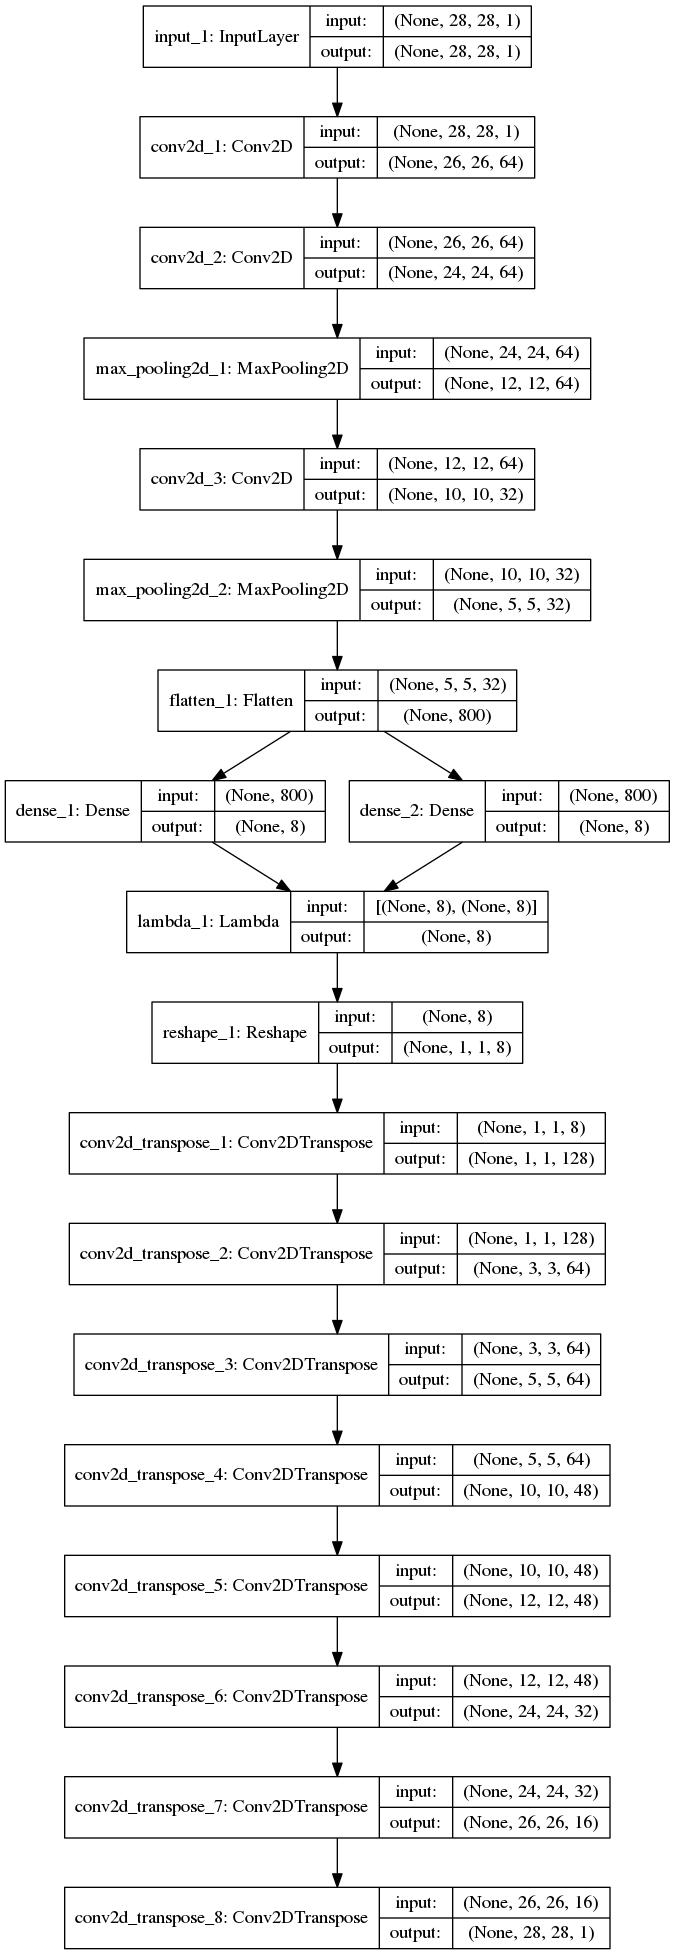 input_1: InputLayer
input: (None, 28, 28, 1)
output: (None, 28, 28, 1)
conv2d_1: Conv2D
input: (None, 28, 28, 1)
output: (None, 26, 26, 64)
conv2d_2: Conv2D
input: (None, 26, 26, 64)
output: (None, 24, 24, 64)
max_pooling2d_1: MaxPooling2D
input: (None, 24, 24, 64)
output: (None, 12, 12, 64)
conv2d_3: Conv2D
input: (None, 12, 12, 64)
output: (None, 10, 10, 32)
max_pooling2d_2: MaxPooling2D
input: (None, 10, 10, 32)
output: (None, 5, 5, 32)
flatten_1: Flatten
input: (None, 5, 5, 32)
output: (None, 800)
dense_1: Dense
input: (None, 800)
output: (None, 8)
dense_2: Dense
input: (None, 800)
output: (None, 8)
lambda_1: Lambda
input: [(None, 8), (None, 8)]
output: (None, 8)
reshape_1: Reshape
input: (None, 8)
output: (None, 1, 1, 8)
conv2d_transpose_1: Conv2DTranspose
input: (None, 1, 1, 8)
output: (None, 1, 1, 128)
conv2d_transpose_2: Conv2DTranspose
input: (None, 1, 1, 128)
output: (None, 3, 3, 64)
conv2d_transpose_3: Conv2DTranspose
input: (None, 3, 3, 64)
output: (None, 5, 5, 64)
conv2d_transpose_4: Conv2DTranspose
input: (None, 5, 5, 64)
output: (None, 10, 10, 48)
conv2d_transpose_5: Conv2DTranspose
input: (None, 10, 10, 48)
output: (None, 12, 12, 48)
conv2d_transpose_6: Conv2DTranspose
input: (None, 12, 12, 48)
output: (None, 24, 24, 32)
conv2d_transpose_7: Conv2DTranspose
input: (None, 24, 24, 32)
output: (None, 26, 26, 16)
conv2d_transpose_8: Conv2DTranspose
input: (None, 26, 26, 16)
output: (None, 28, 28, 1)